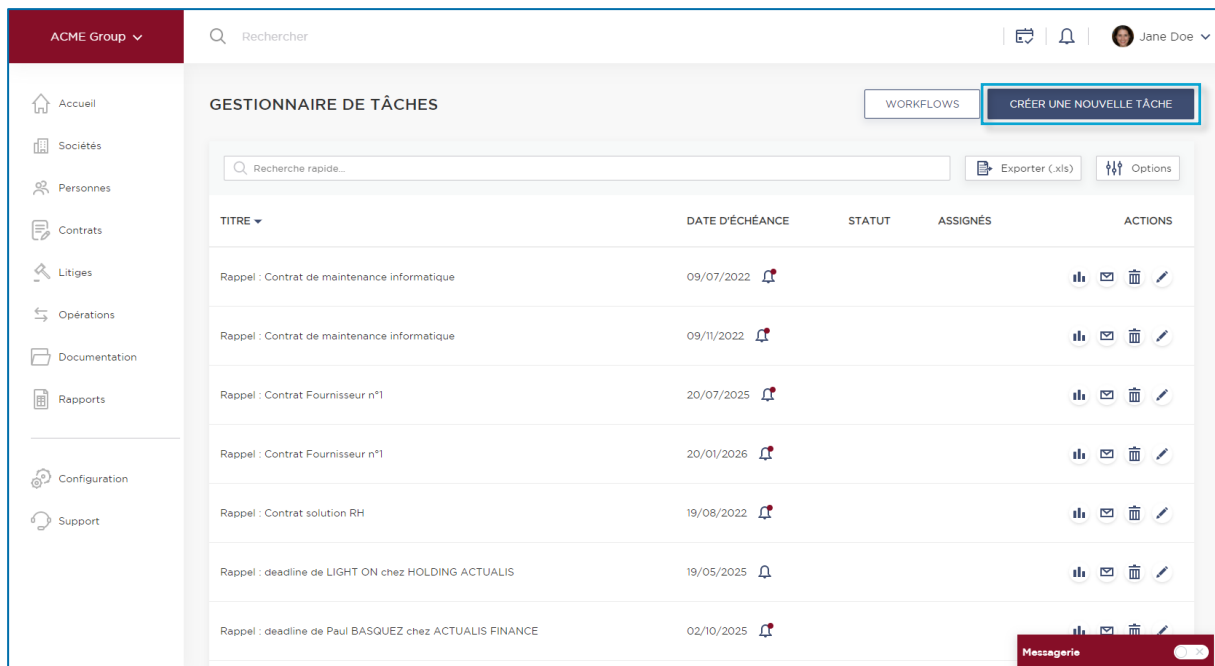 ACME Group
Rechercher
Jane Doe
Accueil
Sociétés
Personnes
Contrats
Litiges
Opérations
Documentation
Rapports
Configuration
Support
GESTIONNAIRE DE TÂCHES
WORKFLOWS
CRÉER UNE NOUVELLE TÂCHE
Recherche rapide...
Exporter (.xls)
Options
TITRE DATE D'ÉCHÉANCE STATUT ASSIGNÉS ACTIONS
Rappel : Contrat de maintenance informatique 09/07/2022
Rappel : Contrat de maintenance informatique 09/11/2022
Rappel : Contrat Fournisseur n°1 20/07/2025
Rappel : Contrat Fournisseur n°1 20/01/2026
Rappel : Contrat solution RH 19/08/2022
Rappel : deadline de LIGHT ON chez HOLDING ACTUALIS 19/05/2025
Rappel : deadline de Paul BASQUEZ chez ACTUALIS FINANCE 02/10/2025
Messagerie